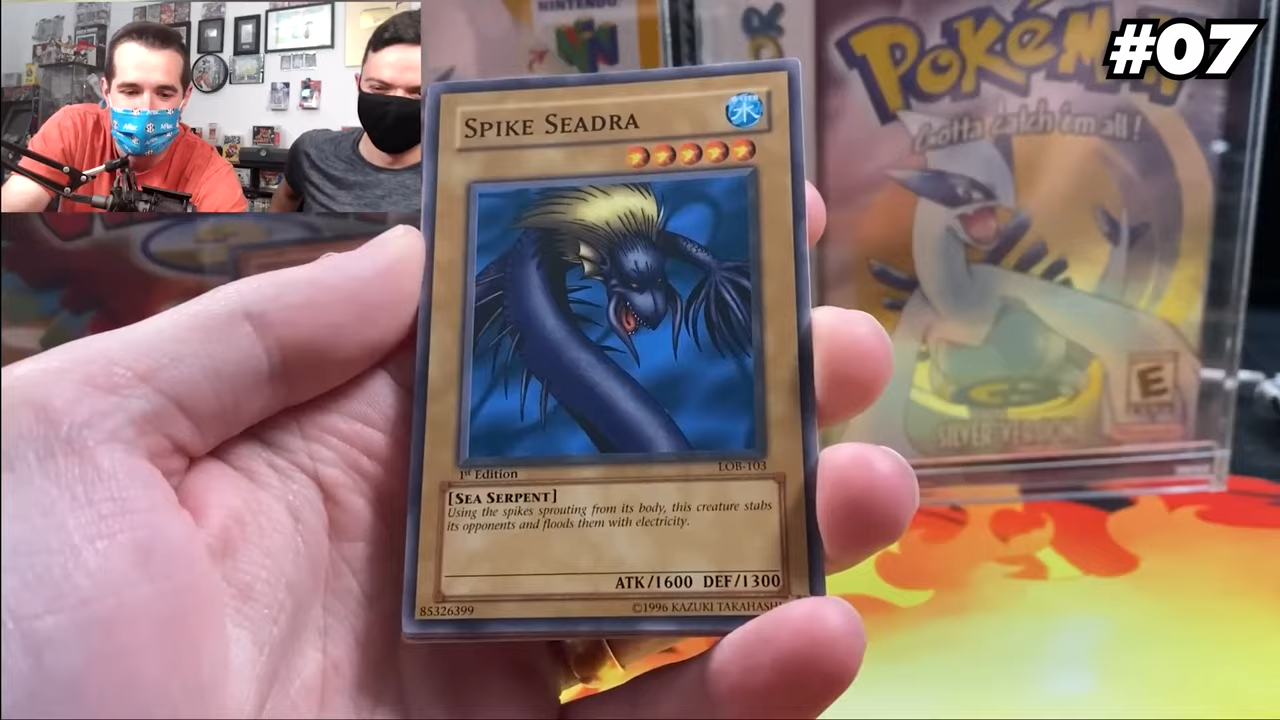 #07
NINTENDO
POKÉM
Gotta catch 'em all!
SPIKE SEADRA
WATER
水
1st Edition
LOB-103
[SEA SERPENT]
Using the spikes sprouting from its body, this creature stabs
its opponents and floods them with electricity.
ATK/1600 DEF/1300
85326399
©1996 KAZUKI TAKAHASHI
E
SILVER VERSION